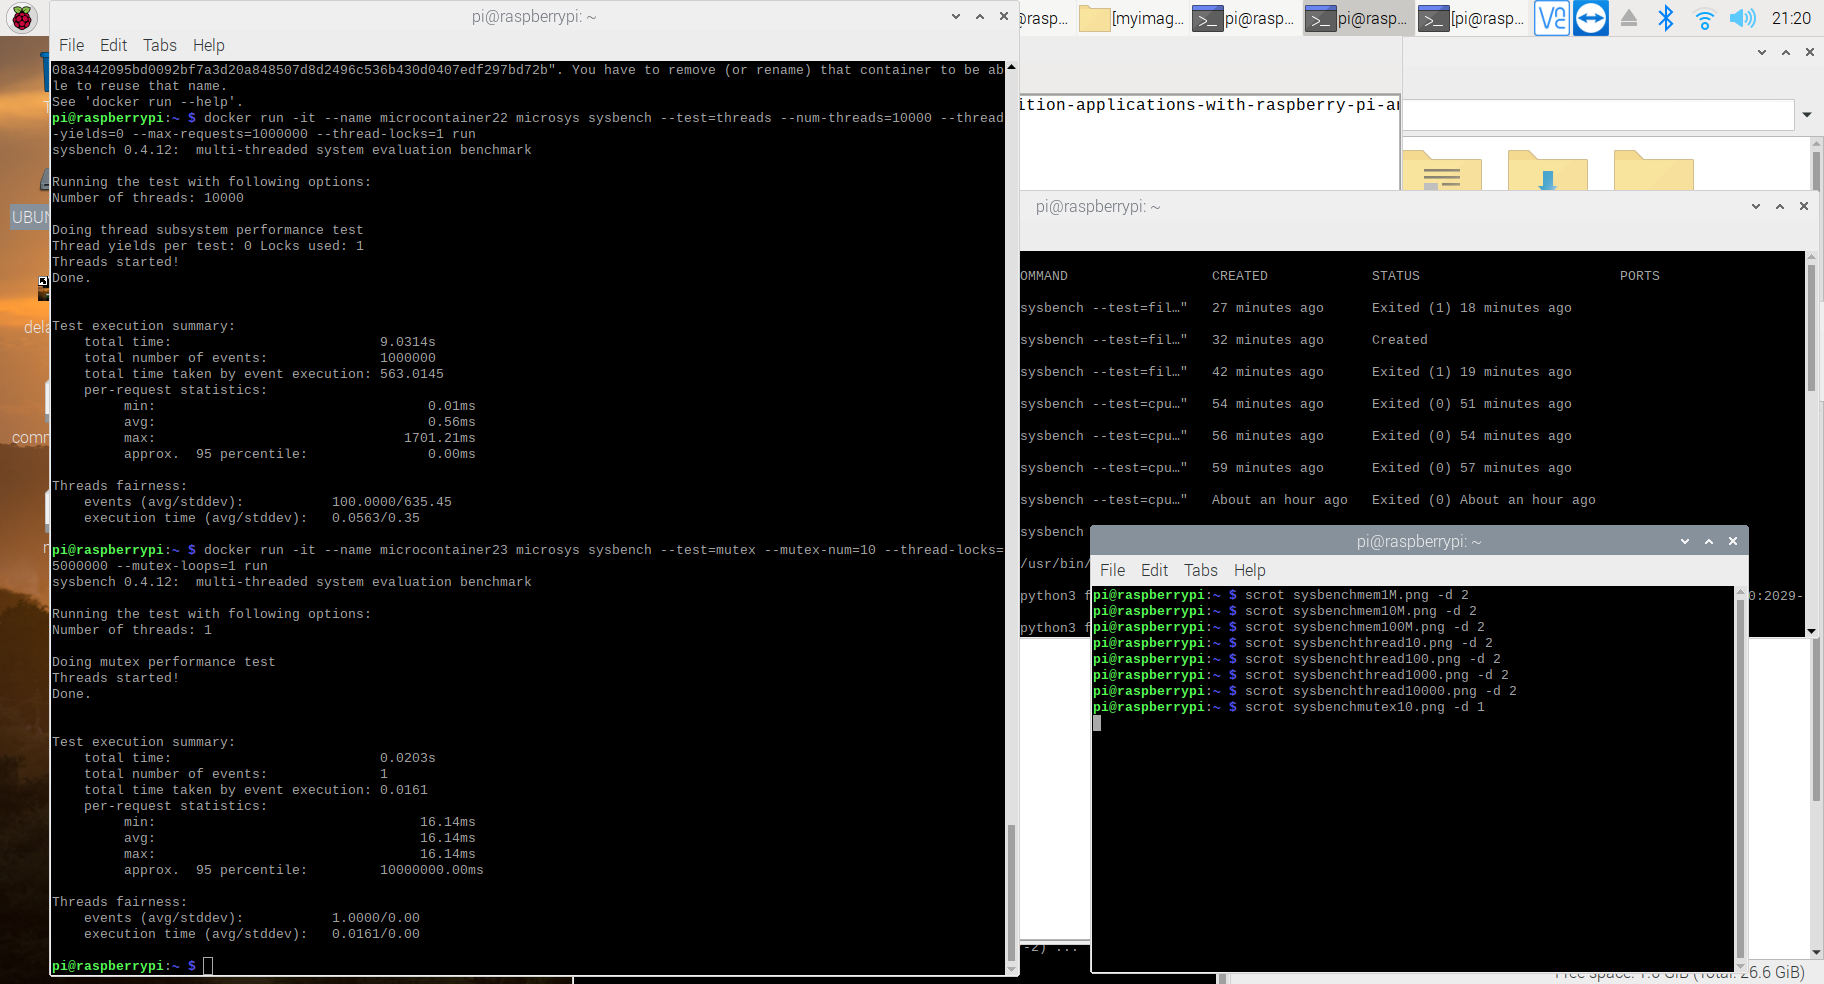 pi@raspberrypi: ~
[myimag...
pi@rasp...
pi@rasp...
[pi@rasp...
21:20
File Edit Tabs Help
08a3442095bd0092bf7a3d20a848507d8d2496c536b430d0407edf297bd72b". You have to remove (or rename) that container to be ab
le to reuse that name.
See 'docker run --help'.
pi@raspberrypi:~ $ docker run -it --name microcontainer22 microsys sysbench --test=threads --num-threads=10000 --thread
-yields=0 --max-requests=1000000 --thread-locks=1 run
sysbench 0.4.12:  multi-threaded system evaluation benchmark
Running the test with following options:
Number of threads: 10000
Doing thread subsystem performance test
Thread yields per test: 0 Locks used: 1
Threads started!
Done.
Test execution summary:
total time: 9.0314s
total number of events: 1000000
total time taken by event execution: 563.0145
per-request statistics:
min: 0.01ms
avg: 0.56ms
max: 1701.21ms
approx.  95 percentile: 0.00ms
Threads fairness:
events (avg/stddev): 100.0000/635.45
execution time (avg/stddev): 0.0563/0.35
pi@raspberrypi:~ $ docker run -it --name microcontainer23 microsys sysbench --test=mutex --mutex-num=10 --thread-locks=
5000000 --mutex-loops=1 run
sysbench 0.4.12:  multi-threaded system evaluation benchmark
Running the test with following options:
Number of threads: 1
Doing mutex performance test
Threads started!
Done.
Test execution summary:
total time: 0.0203s
total number of events: 1
total time taken by event execution: 0.0161
per-request statistics:
min: 16.14ms
avg: 16.14ms
max: 16.14ms
approx.  95 percentile: 10000000.00ms
Threads fairness:
events (avg/stddev): 1.0000/0.00
execution time (avg/stddev): 0.0161/0.00
pi@raspberrypi:~ $
ition-applications-with-raspberry-pi-a
pi@raspberrypi: ~
OMMAND CREATED STATUS PORTS
sysbench --test=fil…" 27 minutes ago Exited (1) 18 minutes ago
sysbench --test=fil…" 32 minutes ago Created
sysbench --test=fil…" 42 minutes ago Exited (1) 19 minutes ago
sysbench --test=cpu…" 54 minutes ago Exited (0) 51 minutes ago
sysbench --test=cpu…" 56 minutes ago Exited (0) 54 minutes ago
sysbench --test=cpu…" 59 minutes ago Exited (0) 57 minutes ago
sysbench --test=cpu…" About an hour ago Exited (0) About an hour ago
sysbench
/usr/bin/
python3 f 0:2029-
python3 f
pi@raspberrypi: ~
File Edit Tabs Help
pi@raspberrypi:~ $ scrot sysbenchmem1M.png -d 2
pi@raspberrypi:~ $ scrot sysbenchmem10M.png -d 2
pi@raspberrypi:~ $ scrot sysbenchmem100M.png -d 2
pi@raspberrypi:~ $ scrot sysbenchthread10.png -d 2
pi@raspberrypi:~ $ scrot sysbenchthread100.png -d 2
pi@raspberrypi:~ $ scrot sysbenchthread1000.png -d 2
pi@raspberrypi:~ $ scrot sysbenchthread10000.png -d 2
pi@raspberrypi:~ $ scrot sysbenchmutex10.png -d 1
-2) ...
UBUN
dela
comm
26.6 GiB)